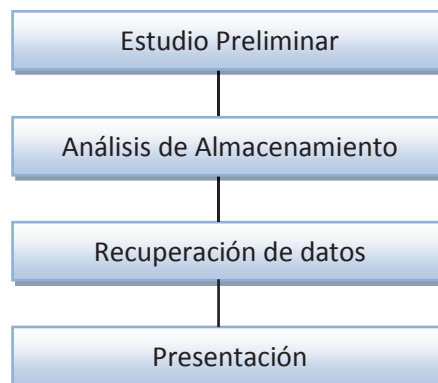 Estudio Preliminar
Análisis de Almacenamiento
Recuperación de datos
Presentación